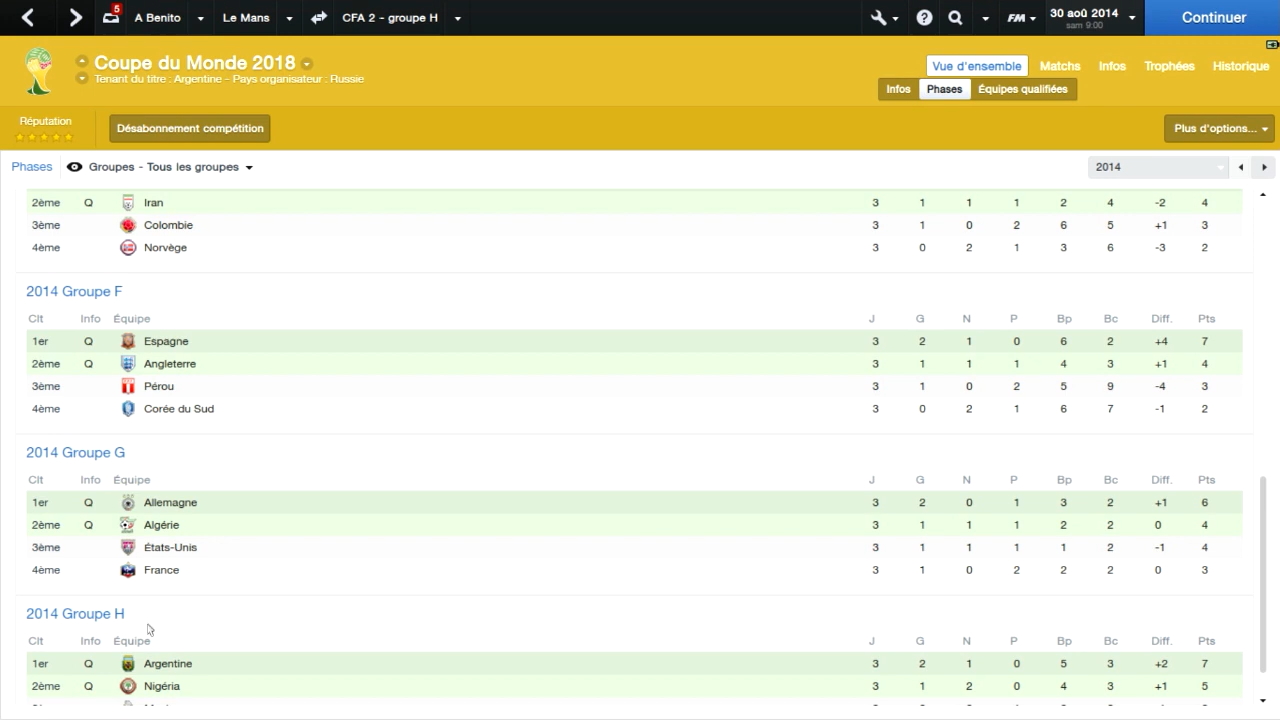 5 A Benito Le Mans CFA 2 - groupe H FM 30 aoû 2014 Continuer
sam 9:00
Coupe du Monde 2018
Tenant du titre : Argentine - Pays organisateur : Russie
Vue d'ensemble Matchs Infos Trophées Historique
Infos Phases Équipes qualifiées
Réputation
Désabonnement compétition Plus d'options...
Phases Groupes - Tous les groupes 2014
2ème Q Iran 3 1 1 1 2 4 -2 4
3ème Colombie 3 1 0 2 6 5 +1 3
4ème Norvège 3 0 2 1 3 6 -3 2
2014 Groupe F
Clt Info Équipe J G N P Bp Bc Diff. Pts
1er Q Espagne 3 2 1 0 6 2 +4 7
2ème Q Angleterre 3 1 1 1 4 3 +1 4
3ème Pérou 3 1 0 2 5 9 -4 3
4ème Corée du Sud 3 0 2 1 6 7 -1 2
2014 Groupe G
Clt Info Équipe J G N P Bp Bc Diff. Pts
1er Q Allemagne 3 2 0 1 3 2 +1 6
2ème Q Algérie 3 1 1 1 2 2 0 4
3ème États-Unis 3 1 1 1 1 2 -1 4
4ème France 3 1 0 2 2 2 0 3
2014 Groupe H
Clt Info Équipe J G N P Bp Bc Diff. Pts
1er Q Argentine 3 2 1 0 5 3 +2 7
2ème Q Nigéria 3 1 2 0 4 3 +1 5